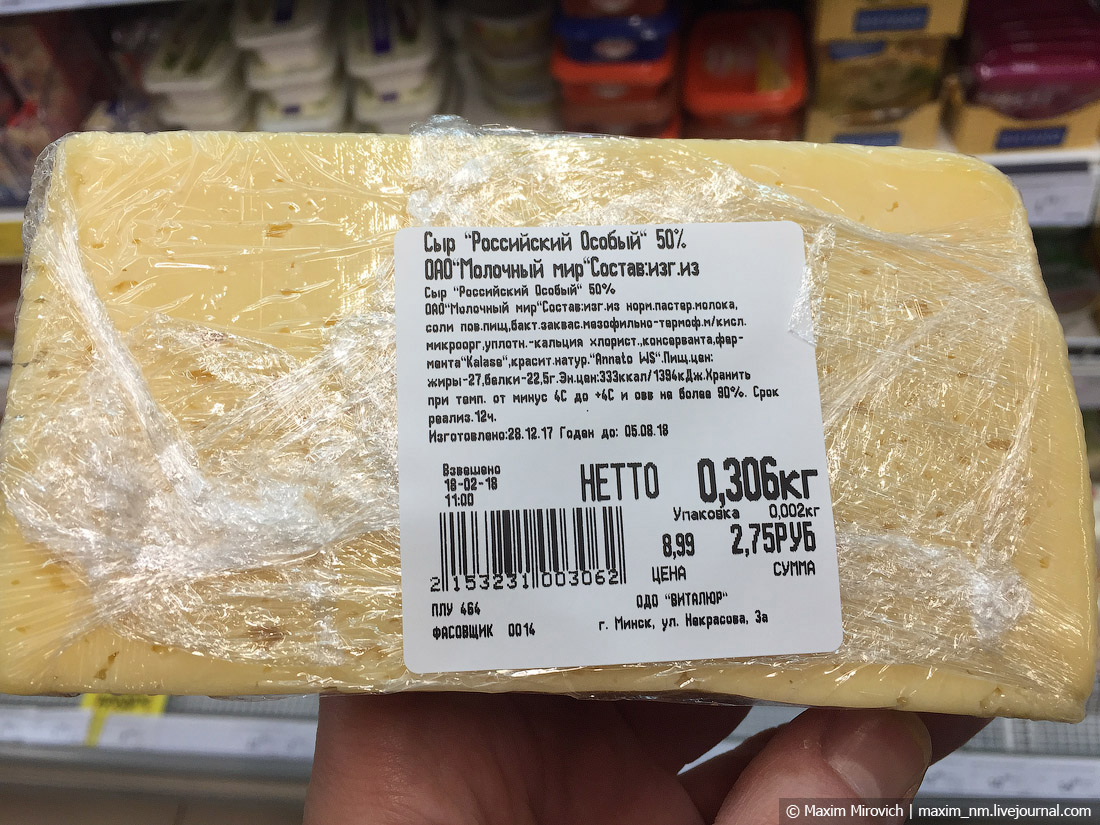 Сыр "Российский Особый" 50%
ОАО"Молочный мир"Состав:изг.из
Сыр "Российский Особый" 50%
ОАО"Молочный мир"Состав:изг.из норм.пастер.молока,
соли пов.пищ,бакт.заквас.мезофильно-термоф.м/кисл.
микроорг,уплотн.-кальция хлорист.,консерванта,фер-
мента"Kalase",красит.натур."Annato WS".Пищ.цен:
жиры-27,белки-22,5г.Эн.цен:333ккал/1394кДж.Хранить
при темп. от минус 4С до +4С и овв не более 90%. Срок
реализ.12ч.
Изготовлено:28.12.17 Годен до: 05.08.18
Взвешено
18-02-18
11:00
НЕТТО 0,306кг
Упаковка 0,002кг
8,99 2,75РУБ
ЦЕНА СУММА
2 153231 003062
ПЛУ 464
ОДО "ВИТАЛЮР"
ФАСОВЩИК 0014
г. Минск, ул. Некрасова, 3а
© Maxim Mirovich | maxim_nm.livejournal.com